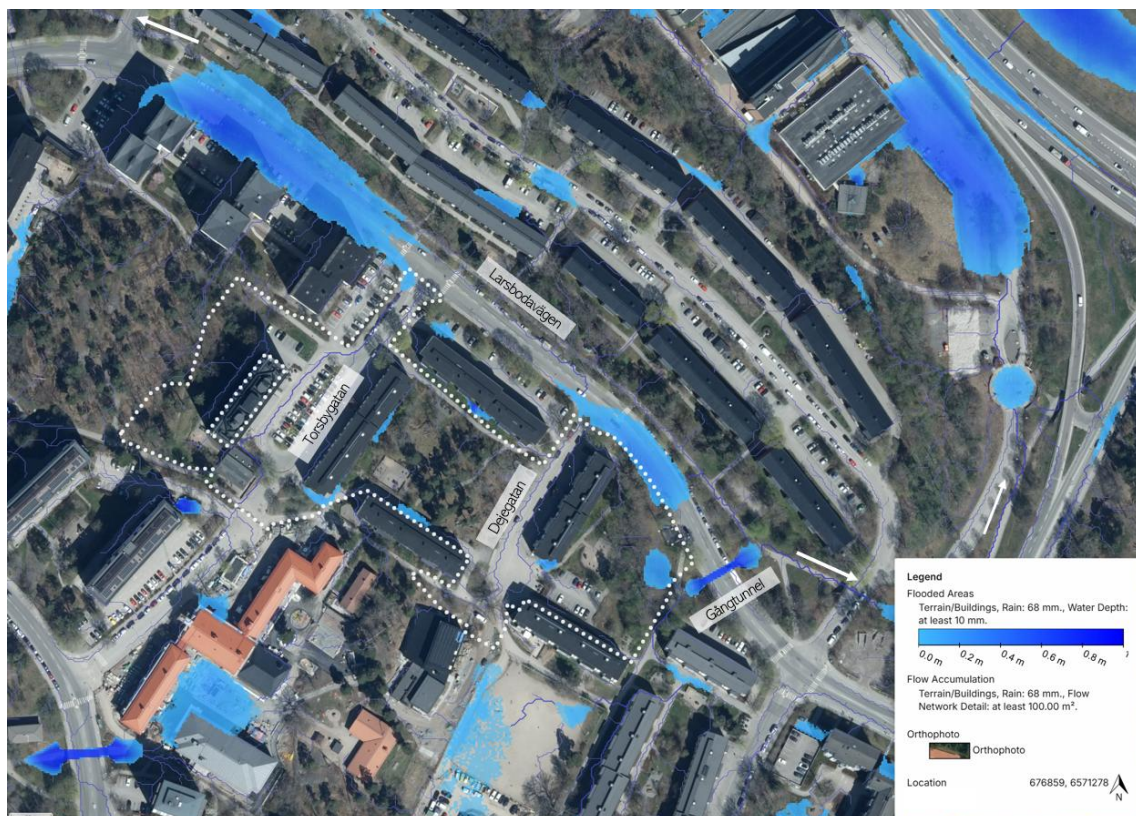 Larsbodavägen
Torsbygatan
Dejegatan
Gångtunnel
Legend
Flooded Areas
Terrain/Buildings, Rain: 68 mm., Water Depth:
at least 10 mm.
0.0 m 0.2 m 0.4 m 0.6 m 0.8 m
Flow Accumulation
Terrain/Buildings, Rain: 68 mm., Flow
Network Detail: at least 100.00 m².
Orthophoto
Orthophoto
Location 676859, 6571278
N